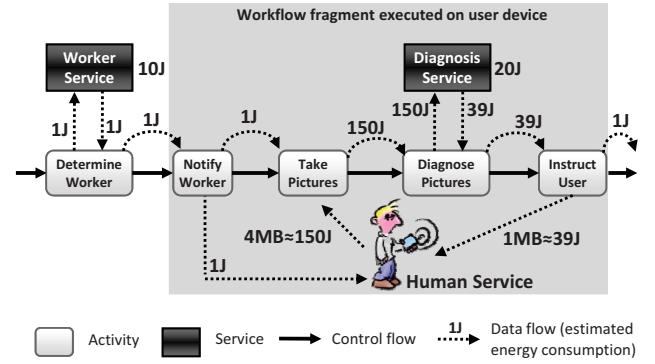 Workflow fragment executed on user device
Worker
Service
10J
Diagnosis
Service
20J
1J
1J
1J
1J
150J
150J
39J
39J
1J
Determine
Worker
Notify
Worker
Take
Pictures
Diagnose
Pictures
Instruct
User
4MB≈150J
1MB≈39J
1J
Human Service
Activity
Service
Control flow
1J
Data flow (estimated
energy consumption)